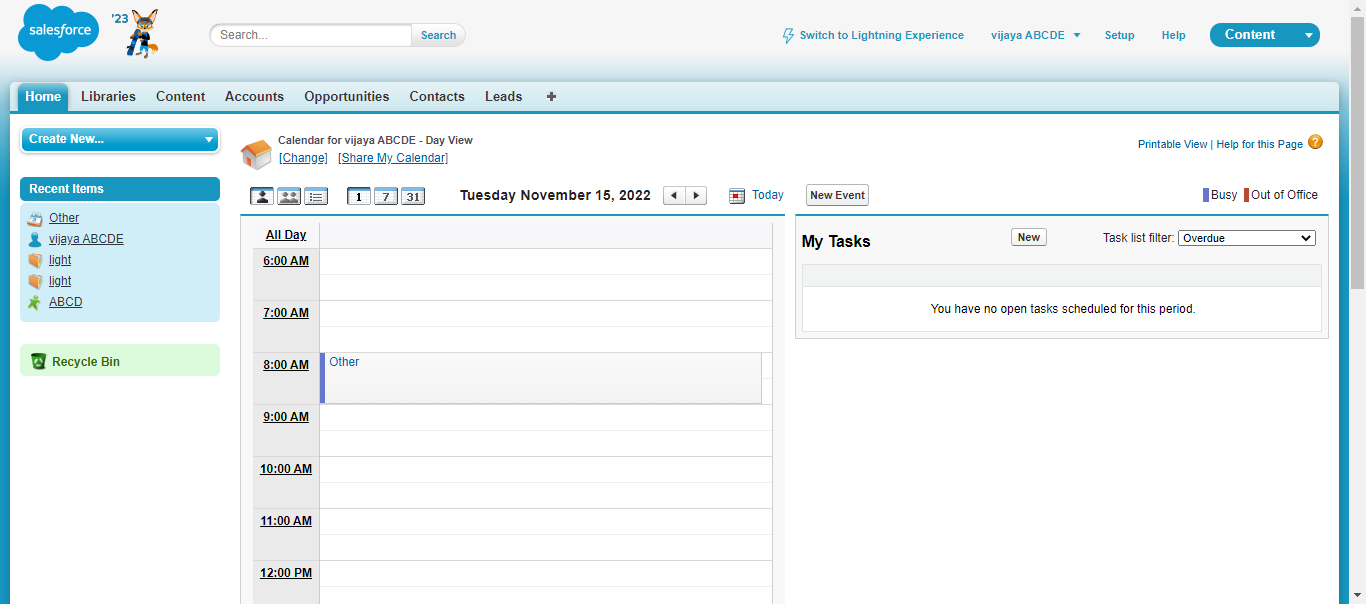 salesforce
'23
Search...
Search
Switch to Lightning Experience
vijaya ABCDE
Setup
Help
Content
Home
Libraries
Content
Accounts
Opportunities
Contacts
Leads
+
Create New...
Recent Items
Other
vijaya ABCDE
light
light
ABCD
Recycle Bin
Calendar for vijaya ABCDE - Day View
[Change] [Share My Calendar]
Printable View | Help for this Page ?
1
7
31
Tuesday November 15, 2022
Today
New Event
Busy
Out of Office
All Day
6:00 AM
7:00 AM
8:00 AM
Other
9:00 AM
10:00 AM
11:00 AM
12:00 PM
My Tasks
New
Task list filter: Overdue
You have no open tasks scheduled for this period.